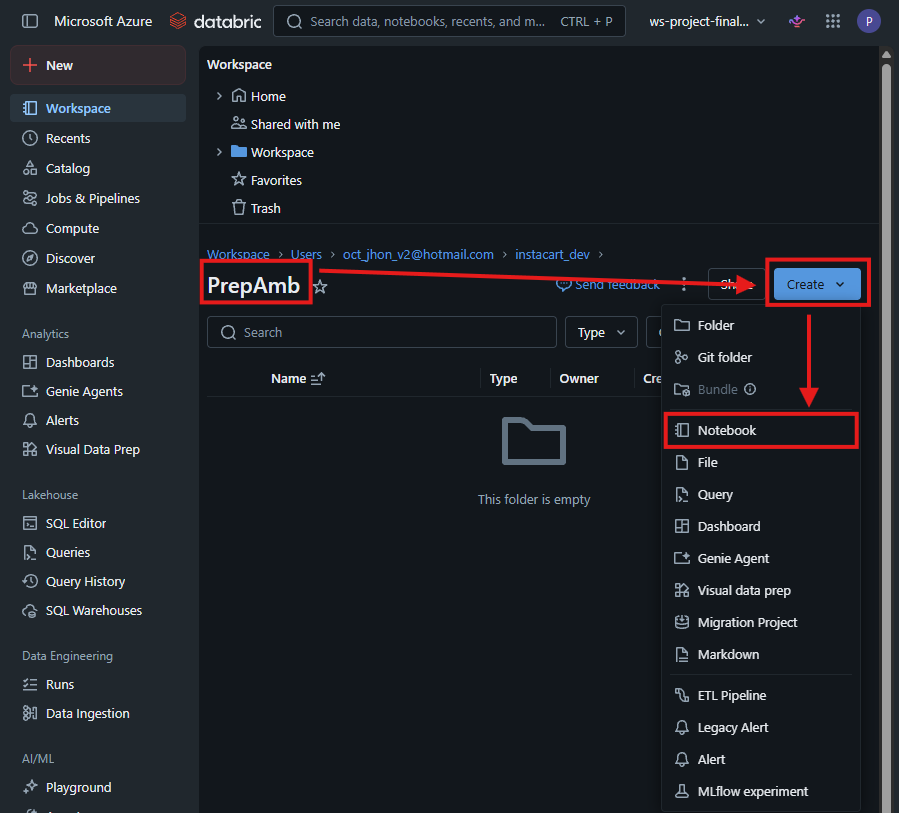 Microsoft Azure
databric
Search data, notebooks, recents, and m... CTRL + P
ws-project-final...
P
New
Workspace
Recents
Catalog
Jobs & Pipelines
Compute
Discover
Marketplace
Analytics
Dashboards
Genie Agents
Alerts
Visual Data Prep
Lakehouse
SQL Editor
Queries
Query History
SQL Warehouses
Data Engineering
Runs
Data Ingestion
AI/ML
Playground
Workspace
Home
Shared with me
Workspace
Favorites
Trash
Workspace > Users > oct_jhon_v2@hotmail.com > instacart_dev >
PrepAmb
Send feedback
Share
Create
Search
Type
Name
Type
Owner
Cre
This folder is empty
Folder
Git folder
Bundle
Notebook
File
Query
Dashboard
Genie Agent
Visual data prep
Migration Project
Markdown
ETL Pipeline
Legacy Alert
Alert
MLflow experiment